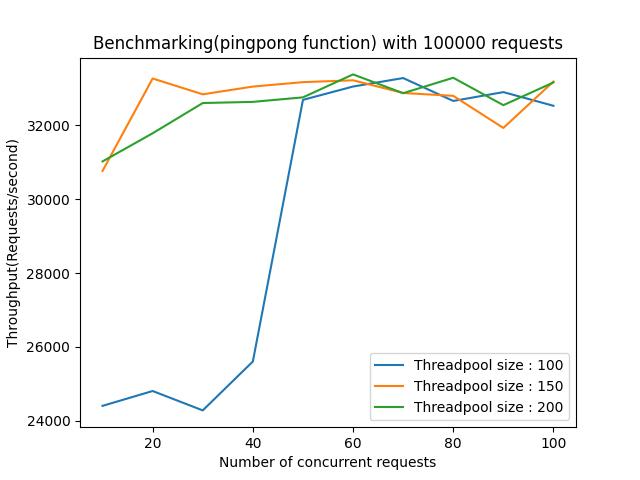 Benchmarking(pingpong function) with 100000 requests
Throughput(Requests/second)
32000
30000
28000
26000
24000
Threadpool size : 100
Threadpool size : 150
Threadpool size : 200
20
40
60
80
100
Number of concurrent requests